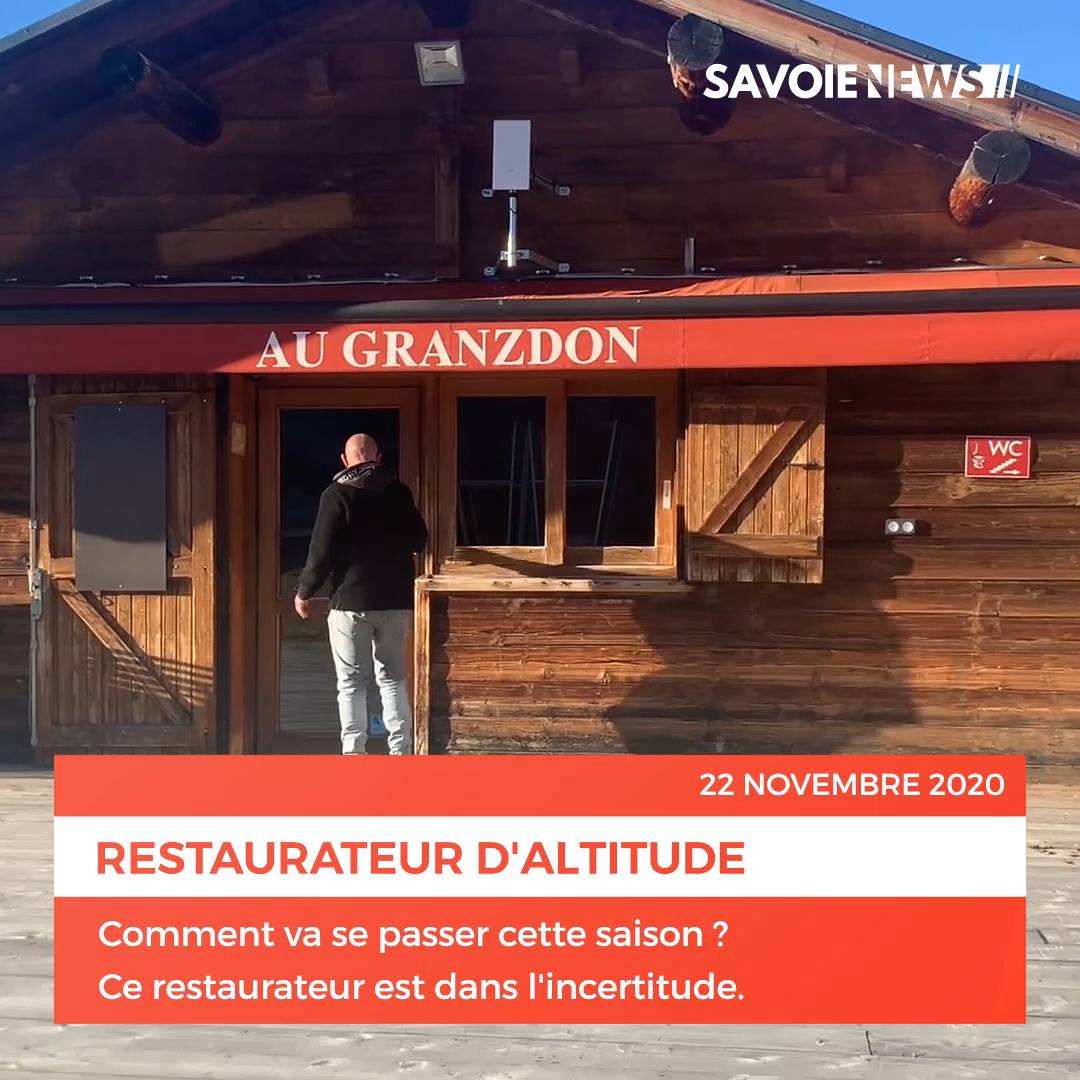 SAVOIE NEWS
AU GRANZDON
WC
22 NOVEMBRE 2020
RESTAURATEUR D'ALTITUDE
Comment va se passer cette saison ?
Ce restaurateur est dans l'incertitude.